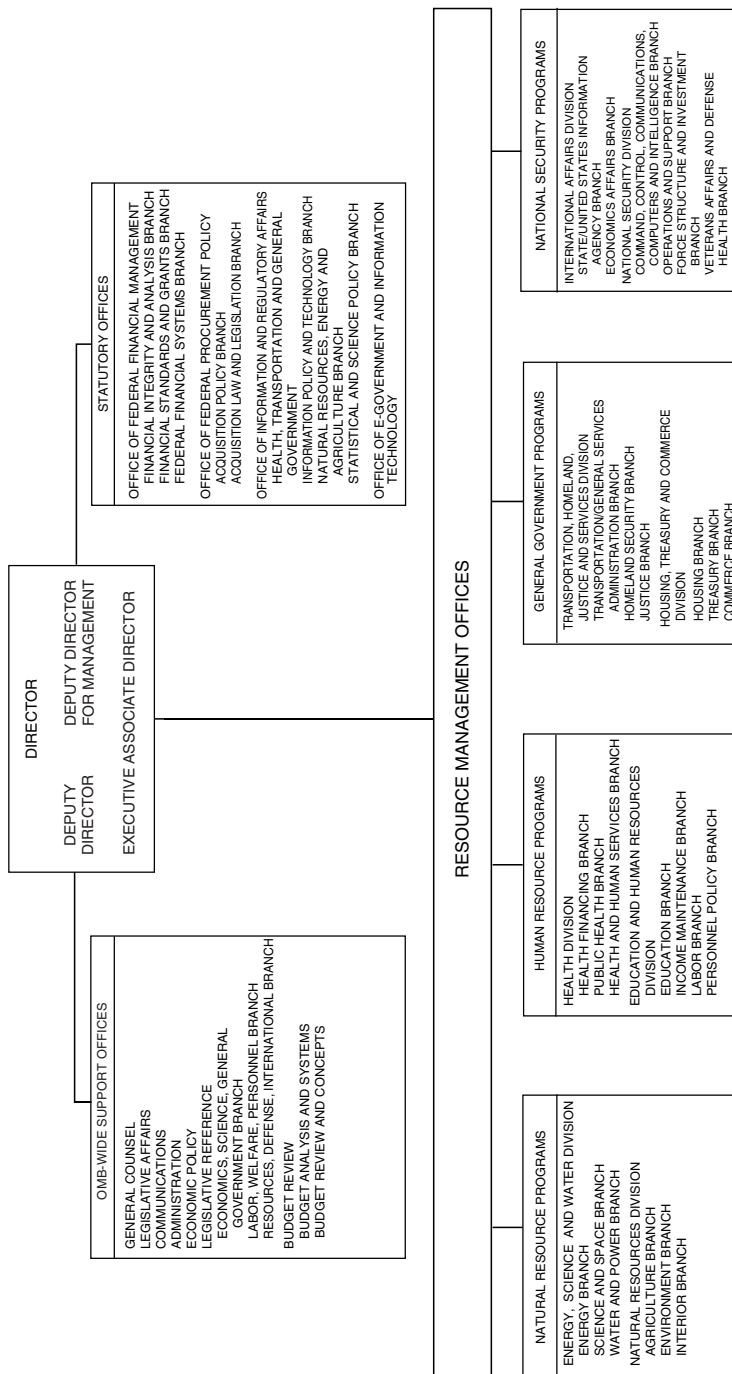 DIRECTOR
DEPUTY
DIRECTOR
DEPUTY DIRECTOR
FOR MANAGEMENT
EXECUTIVE ASSOCIATE DIRECTOR
OMB-WIDE SUPPORT OFFICES
GENERAL COUNSEL
LEGISLATIVE AFFAIRS
COMMUNICATIONS
ADMINISTRATION
ECONOMIC POLICY
LEGISLATIVE REFERENCE
ECONOMICS, SCIENCE, GENERAL
GOVERNMENT BRANCH
LABOR, WELFARE, PERSONNEL BRANCH
RESOURCES, DEFENSE, INTERNATIONAL BRANCH
BUDGET REVIEW
BUDGET ANALYSIS AND SYSTEMS
BUDGET REVIEW AND CONCEPTS
STATUTORY OFFICES
OFFICE OF FEDERAL FINANCIAL MANAGEMENT
FINANCIAL INTEGRITY AND ANALYSIS BRANCH
FINANCIAL STANDARDS AND GRANTS BRANCH
FEDERAL FINANCIAL SYSTEMS BRANCH
OFFICE OF FEDERAL PROCUREMENT POLICY
ACQUISITION POLICY BRANCH
ACQUISITION LAW AND LEGISLATION BRANCH
OFFICE OF INFORMATION AND REGULATORY AFFAIRS
HEALTH, TRANSPORTATION AND GENERAL
GOVERNMENT
INFORMATION POLICY AND TECHNOLOGY BRANCH
NATURAL RESOURCES, ENERGY AND
AGRICULTURE BRANCH
STATISTICAL AND SCIENCE POLICY BRANCH
OFFICE OF E-GOVERNMENT AND INFORMATION
TECHNOLOGY
RESOURCE MANAGEMENT OFFICES
NATURAL RESOURCE PROGRAMS
ENERGY, SCIENCE AND WATER DIVISION
ENERGY BRANCH
SCIENCE AND SPACE BRANCH
WATER AND POWER BRANCH
NATURAL RESOURCES DIVISION
AGRICULTURE BRANCH
ENVIRONMENT BRANCH
INTERIOR BRANCH
HUMAN RESOURCE PROGRAMS
HEALTH DIVISION
HEALTH FINANCING BRANCH
PUBLIC HEALTH BRANCH
HEALTH AND HUMAN SERVICES BRANCH
EDUCATION AND HUMAN RESOURCES
DIVISION
EDUCATION BRANCH
INCOME MAINTENANCE BRANCH
LABOR BRANCH
PERSONNEL POLICY BRANCH
GENERAL GOVERNMENT PROGRAMS
TRANSPORTATION, HOMELAND,
JUSTICE AND SERVICES DIVISION
TRANSPORTATION/GENERAL SERVICES
ADMINISTRATION BRANCH
HOMELAND SECURITY BRANCH
JUSTICE BRANCH
HOUSING, TREASURY AND COMMERCE
DIVISION
HOUSING BRANCH
TREASURY BRANCH
COMMERCE BRANCH
NATIONAL SECURITY PROGRAMS
INTERNATIONAL AFFAIRS DIVISION
STATE/UNITED STATES INFORMATION
AGENCY BRANCH
ECONOMICS AFFAIRS BRANCH
NATIONAL SECURITY DIVISION
COMMAND, CONTROL, COMMUNICATIONS,
COMPUTERS AND INTELLIGENCE BRANCH
OPERATIONS AND SUPPORT BRANCH
FORCE STRUCTURE AND INVESTMENT
BRANCH
VETERANS AFFAIRS AND DEFENSE
HEALTH BRANCH